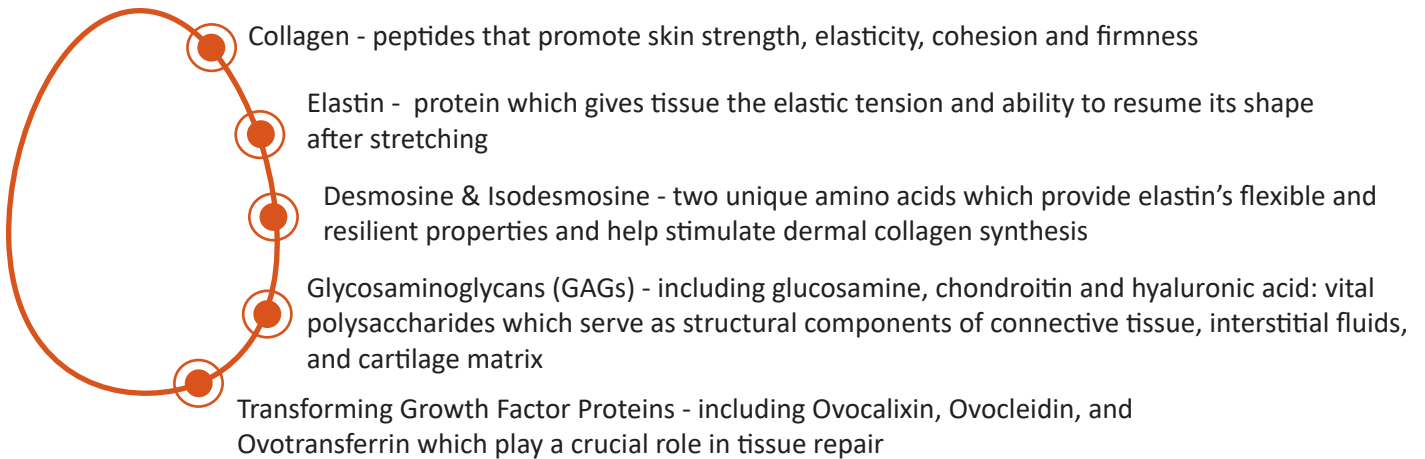 Collagen - peptides that promote skin strength, elasticity, cohesion and firmness
Elastin -  protein which gives tissue the elastic tension and ability to resume its shape
after stretching
Desmosine & Isodesmosine - two unique amino acids which provide elastin’s flexible and
resilient properties and help stimulate dermal collagen synthesis
Glycosaminoglycans (GAGs) - including glucosamine, chondroitin and hyaluronic acid: vital
polysaccharides which serve as structural components of connective tissue, interstitial fluids,
and cartilage matrix
Transforming Growth Factor Proteins - including Ovocalixin, Ovocleidin, and
Ovotransferrin which play a crucial role in tissue repair